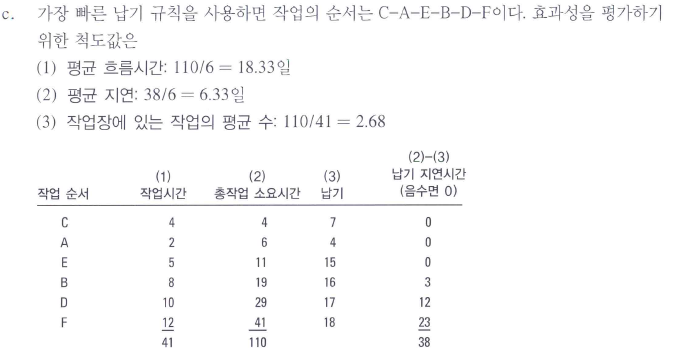 c. 가장 빠른 납기 규칙을 사용하면 작업의 순서는 C-A-E-B-D-F이다. 효과성을 평가하기
위한 척도값은
(1) 평균 흐름시간: 110/6 = 18.33일
(2) 평균 지연: 38/6 = 6.33일
(3) 작업장에 있는 작업의 평균 수: 110/41 = 2.68
(2)-(3)
(1) (2) (3) 납기 지연시간
작업 순서 작업시간 총작업 소요시간 납기 (음수면 0)
C 4 4 7 0
A 2 6 4 0
E 5 11 15 0
B 8 19 16 3
D 10 29 17 12
F 12 41 18 23
41 110 38